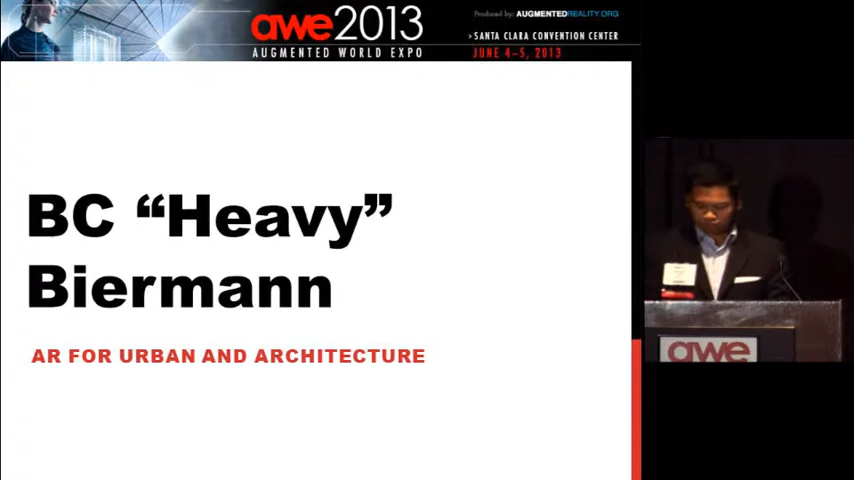 awe2013
AUGMENTED WORLD EXPO
Produced by: AUGMENTEDREALITY.ORG
> SANTA CLARA CONVENTION CENTER
JUNE 4–5, 2013
BC “Heavy”
Biermann
AR FOR URBAN AND ARCHITECTURE
awe